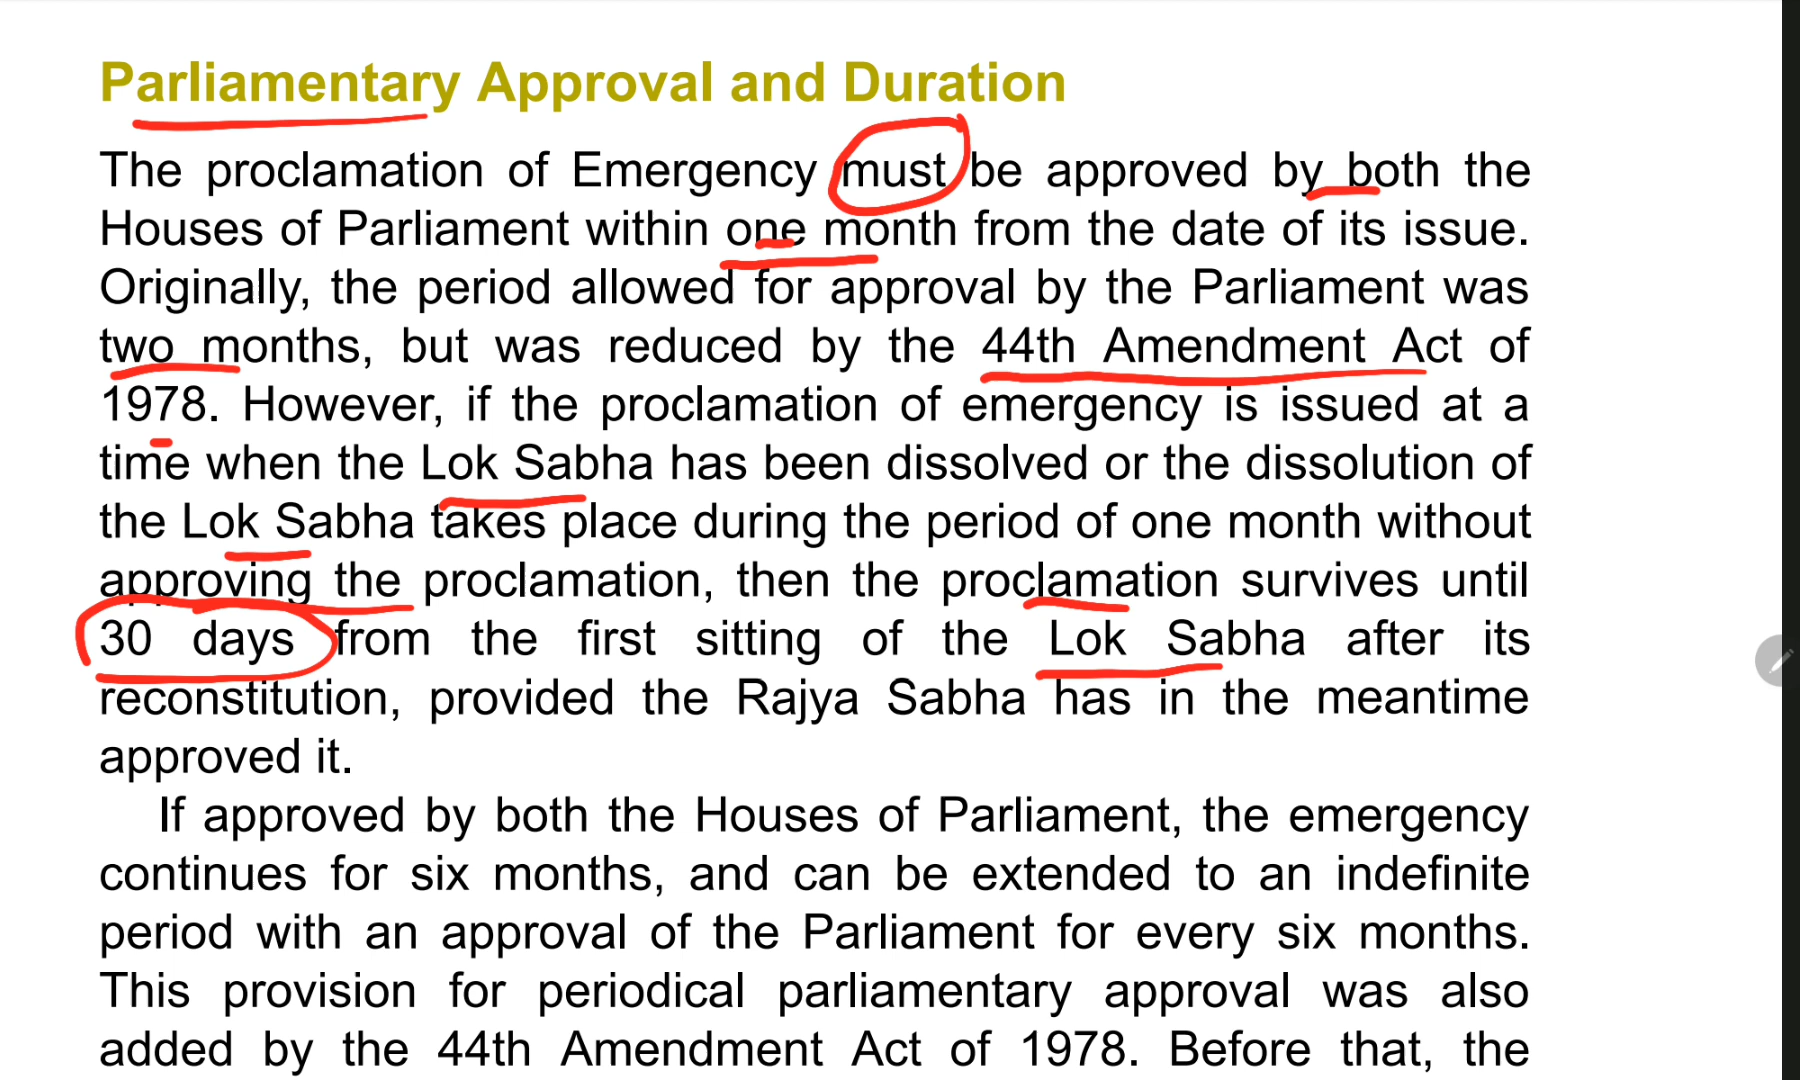 Parliamentary Approval and Duration
The proclamation of Emergency must be approved by both the
Houses of Parliament within one month from the date of its issue.
Originally, the period allowed for approval by the Parliament was
two months, but was reduced by the 44th Amendment Act of
1978. However, if the proclamation of emergency is issued at a
time when the Lok Sabha has been dissolved or the dissolution of
the Lok Sabha takes place during the period of one month without
approving the proclamation, then the proclamation survives until
30 days from the first sitting of the Lok Sabha after its
reconstitution, provided the Rajya Sabha has in the meantime
approved it.
If approved by both the Houses of Parliament, the emergency
continues for six months, and can be extended to an indefinite
period with an approval of the Parliament for every six months.
This provision for periodical parliamentary approval was also
added by the 44th Amendment Act of 1978. Before that, the